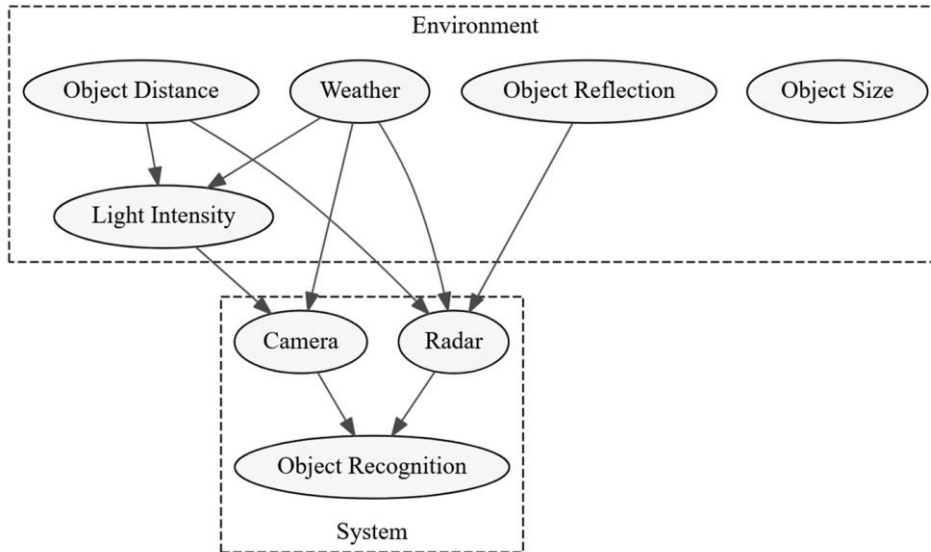 Environment
Object Distance
Weather
Object Reflection
Object Size
Light Intensity
Camera
Radar
Object Recognition
System